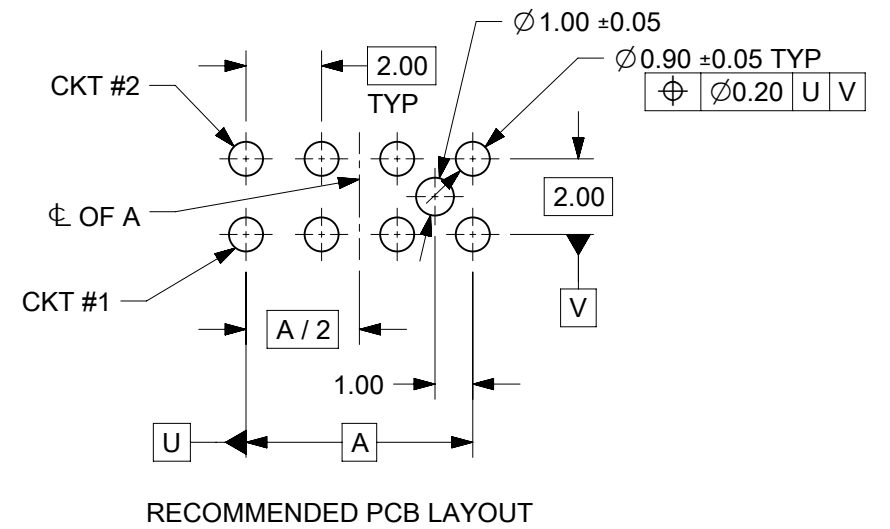 ⌀1.00 ±0.05
⌀0.90 ±0.05 TYP
⌖ ⌀0.20 U V
2.00
TYP
CKT #2
2.00
℄ OF A
CKT #1
V
A / 2
1.00
U
A
RECOMMENDED PCB LAYOUT